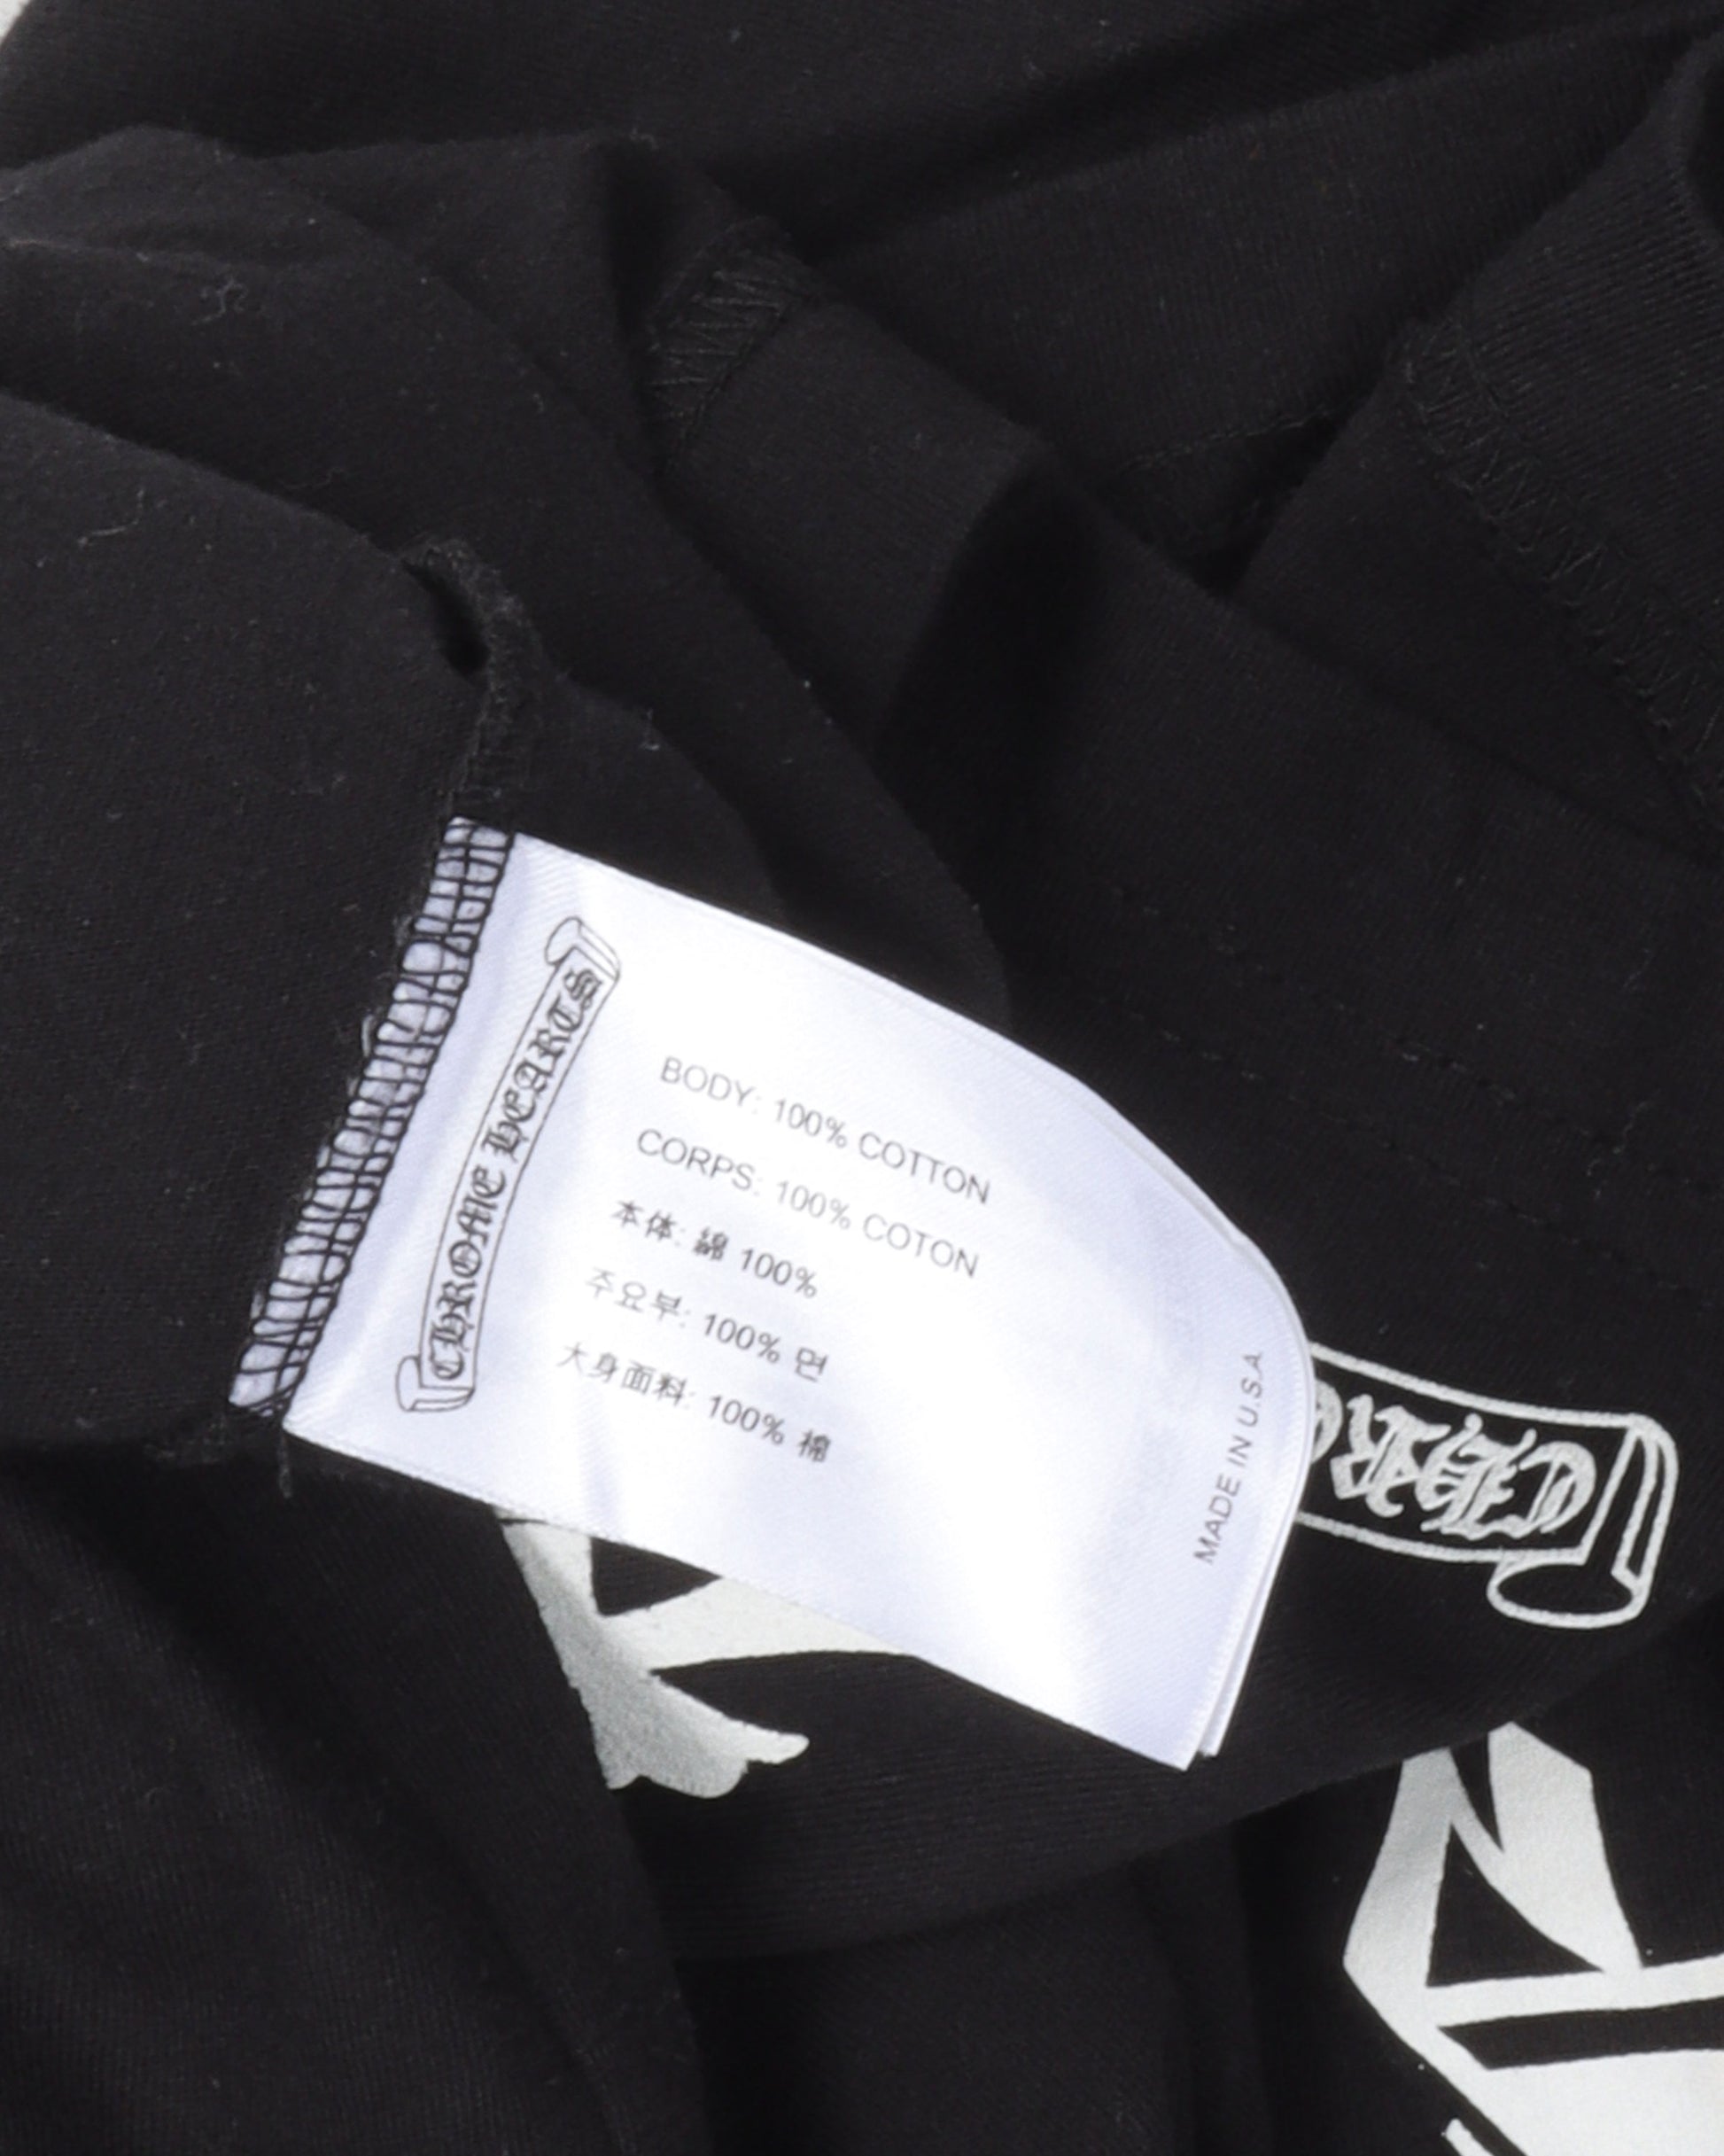 CHROME HEARTS
BODY: 100% COTTON
CORPS: 100% COTON
本体: 綿 100%
주요부: 100% 면
大身面料: 100% 棉
MADE IN U.S.A.
CHRO